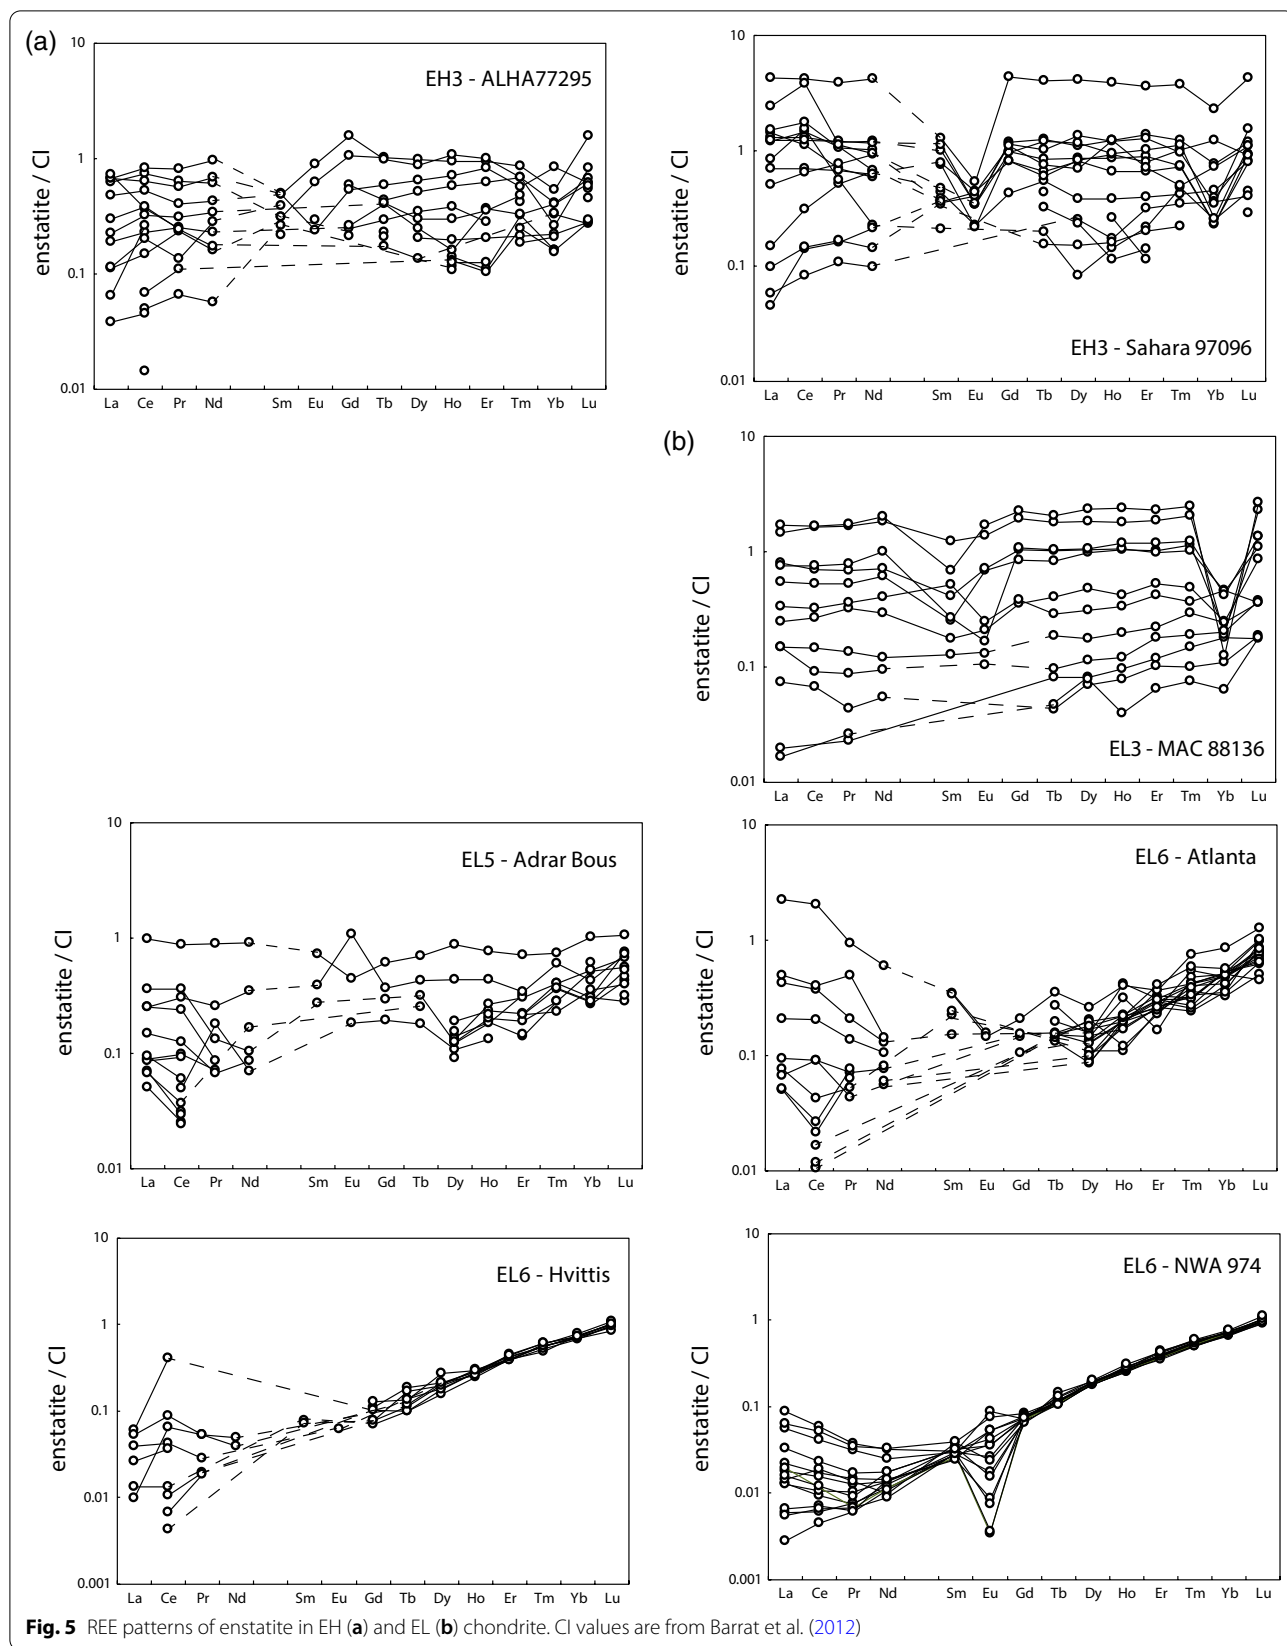 (a)
10
1
0.1
0.01
enstatite / CI
EH3 - ALHA77295
La Ce Pr Nd Sm Eu Gd Tb Dy Ho Er Tm Yb Lu
10
1
0.1
0.01
enstatite / CI
EH3 - Sahara 97096
La Ce Pr Nd Sm Eu Gd Tb Dy Ho Er Tm Yb Lu
(b)
10
1
0.1
0.01
enstatite / CI
EL3 - MAC 88136
La Ce Pr Nd Sm Eu Gd Tb Dy Ho Er Tm Yb Lu
10
1
0.1
0.01
enstatite / CI
EL5 - Adrar Bous
La Ce Pr Nd Sm Eu Gd Tb Dy Ho Er Tm Yb Lu
10
1
0.1
0.01
enstatite / CI
EL6 - Atlanta
La Ce Pr Nd Sm Eu Gd Tb Dy Ho Er Tm Yb Lu
10
1
0.1
0.01
0.001
enstatite / CI
EL6 - Hvittis
La Ce Pr Nd Sm Eu Gd Tb Dy Ho Er Tm Yb Lu
10
1
0.1
0.01
0.001
enstatite / CI
EL6 - NWA 974
La Ce Pr Nd Sm Eu Gd Tb Dy Ho Er Tm Yb Lu
Fig. 5 REE patterns of enstatite in EH (a) and EL (b) chondrite. CI values are from Barrat et al. (2012)